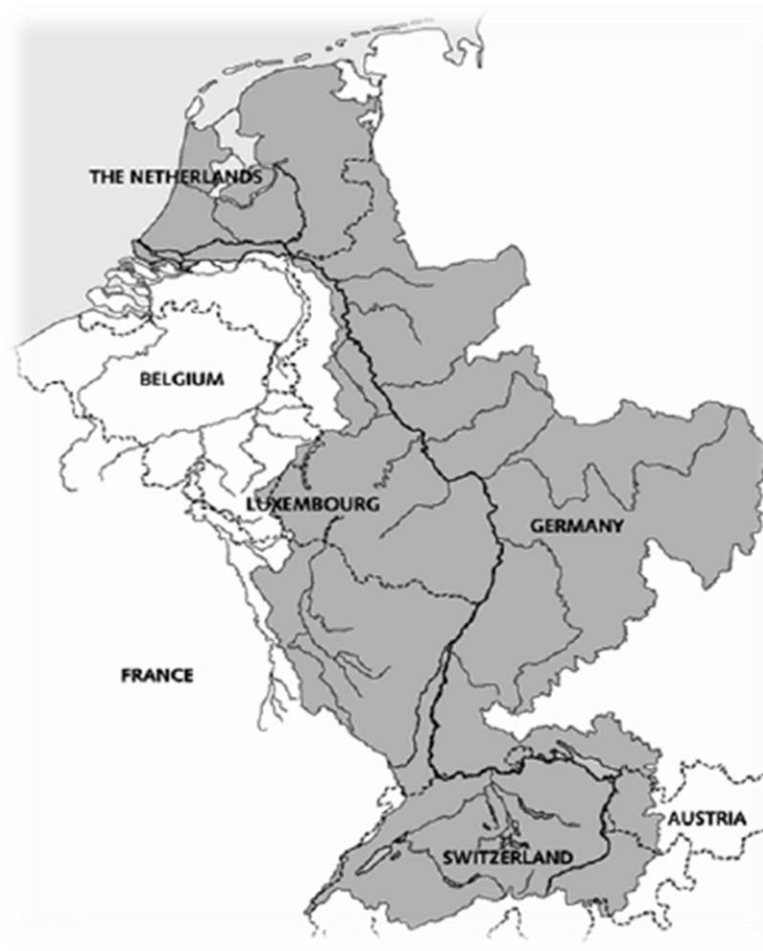 THE NETHERLANDS
BELGIUM
LUXEMBOURG
GERMANY
FRANCE
AUSTRIA
SWITZERLAND